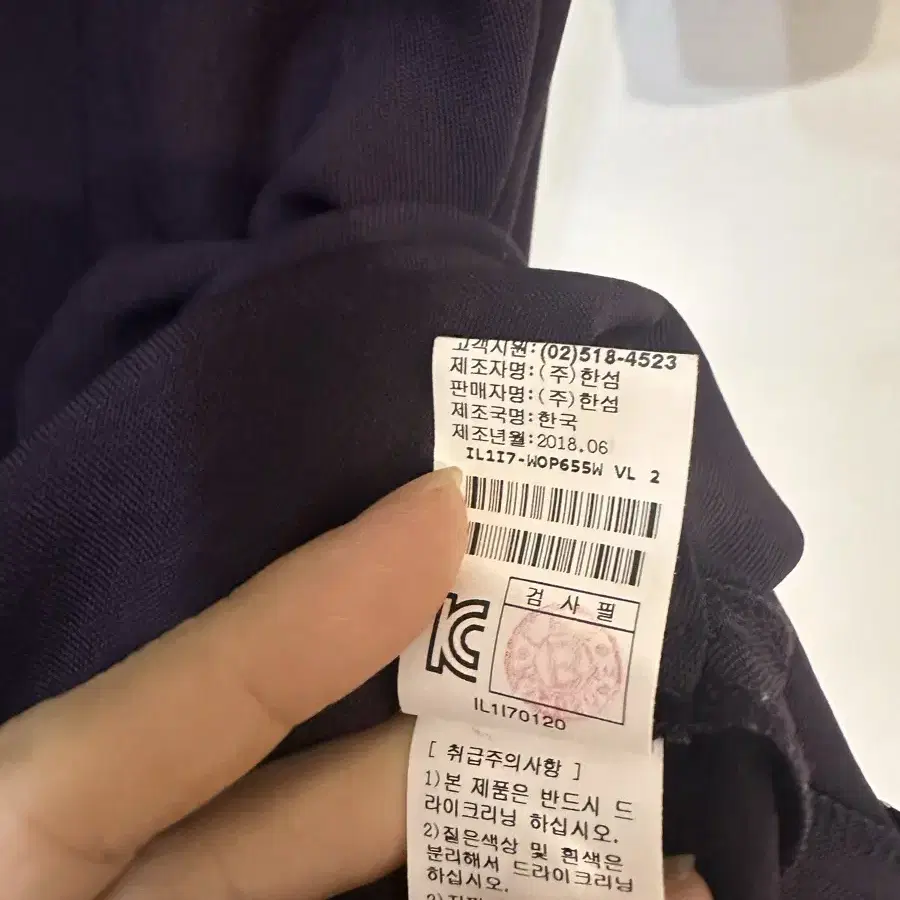 고객지원:(02)518-4523
제조자명:(주)한섬
판매자명:(주)한섬
제조국명:한국
제조년월:2018.06
IL1I7-WOP655W VL 2
검 사 필
IL1I70120
[ 취급주의사항 ]
1)본 제품은 반드시 드
라이크리닝 하십시오.
2)짙은색상 및 흰색은
분리해서 드라이크리닝
하십시오.